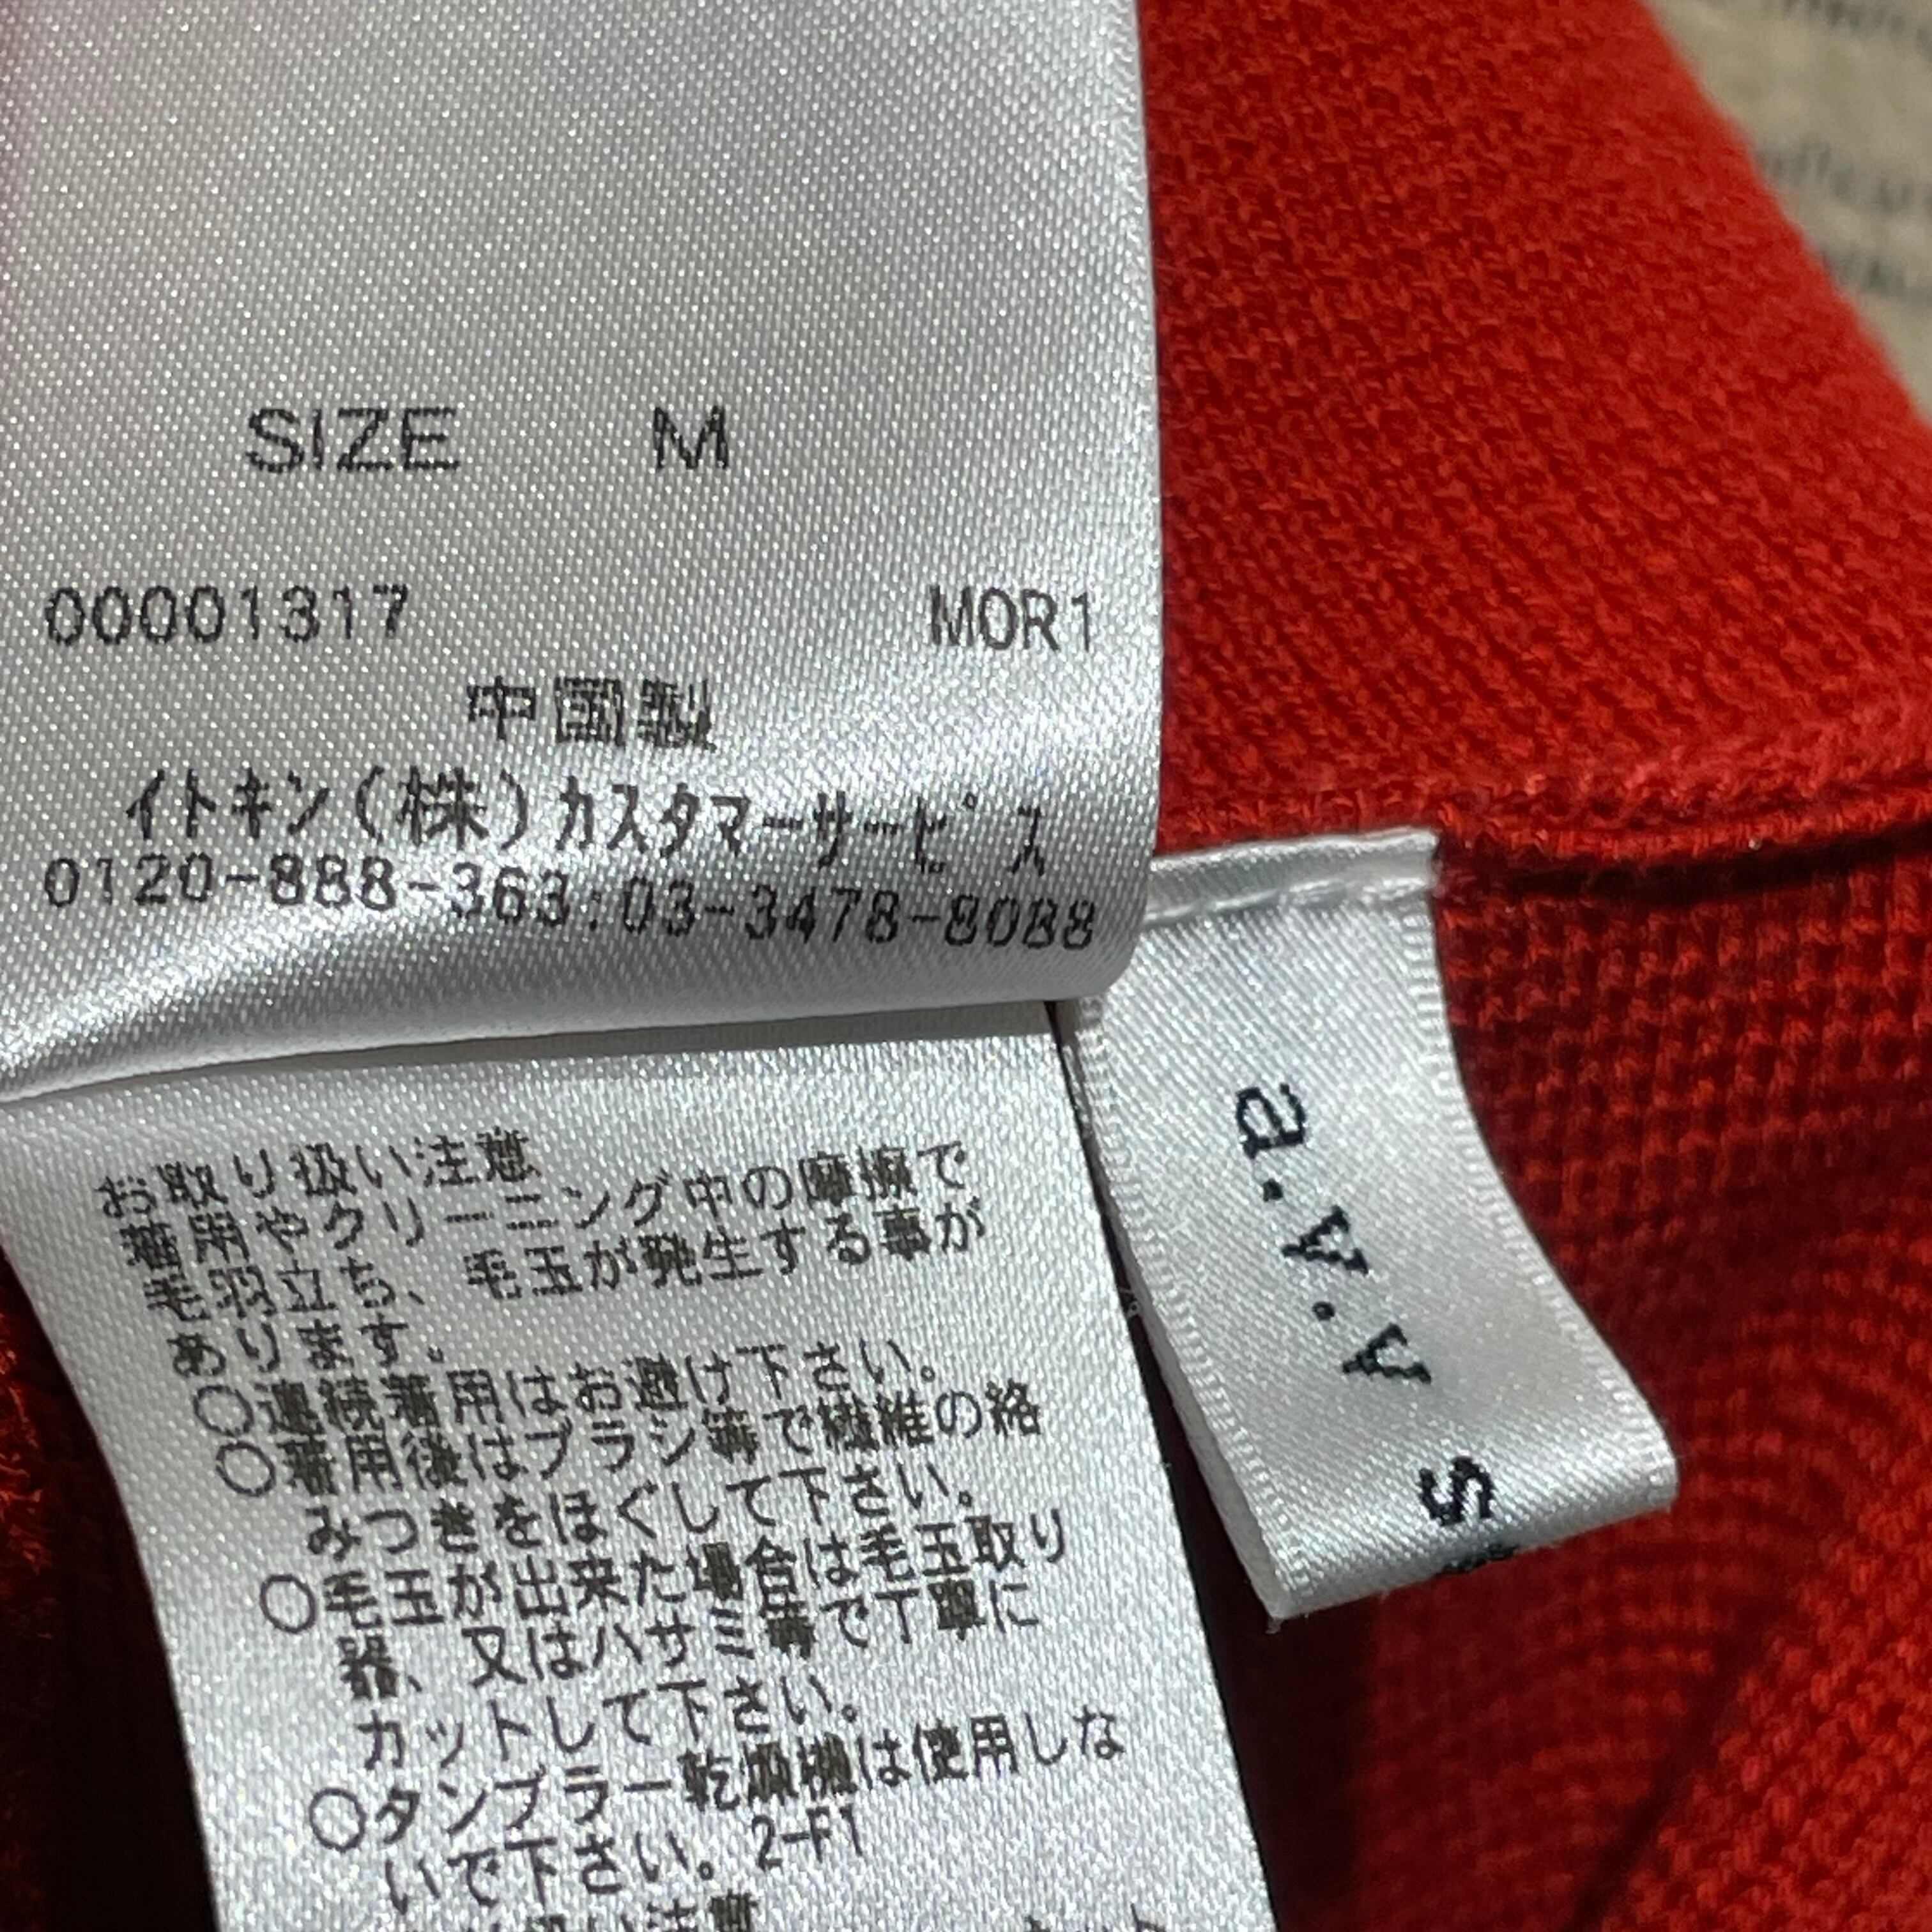 SIZE M
00001317 MOR1
中国製
イトキン(株)カスタマーサービス
0120-888-363:03-3478-8088
a.v.v
s
お取り扱い注意
着用やクリーニング中の摩擦で
毛羽立ち、毛玉が発生する事が
あります。
○連続着用はお避け下さい。
○着用後はブラシ等で繊維の絡
みつきをほぐして下さい。
○毛玉が出来た場合は毛玉取り
器、又はハサミ等で丁寧に
カットして下さい。
○タンブラー乾燥機は使用しな
いで下さい。2-F1